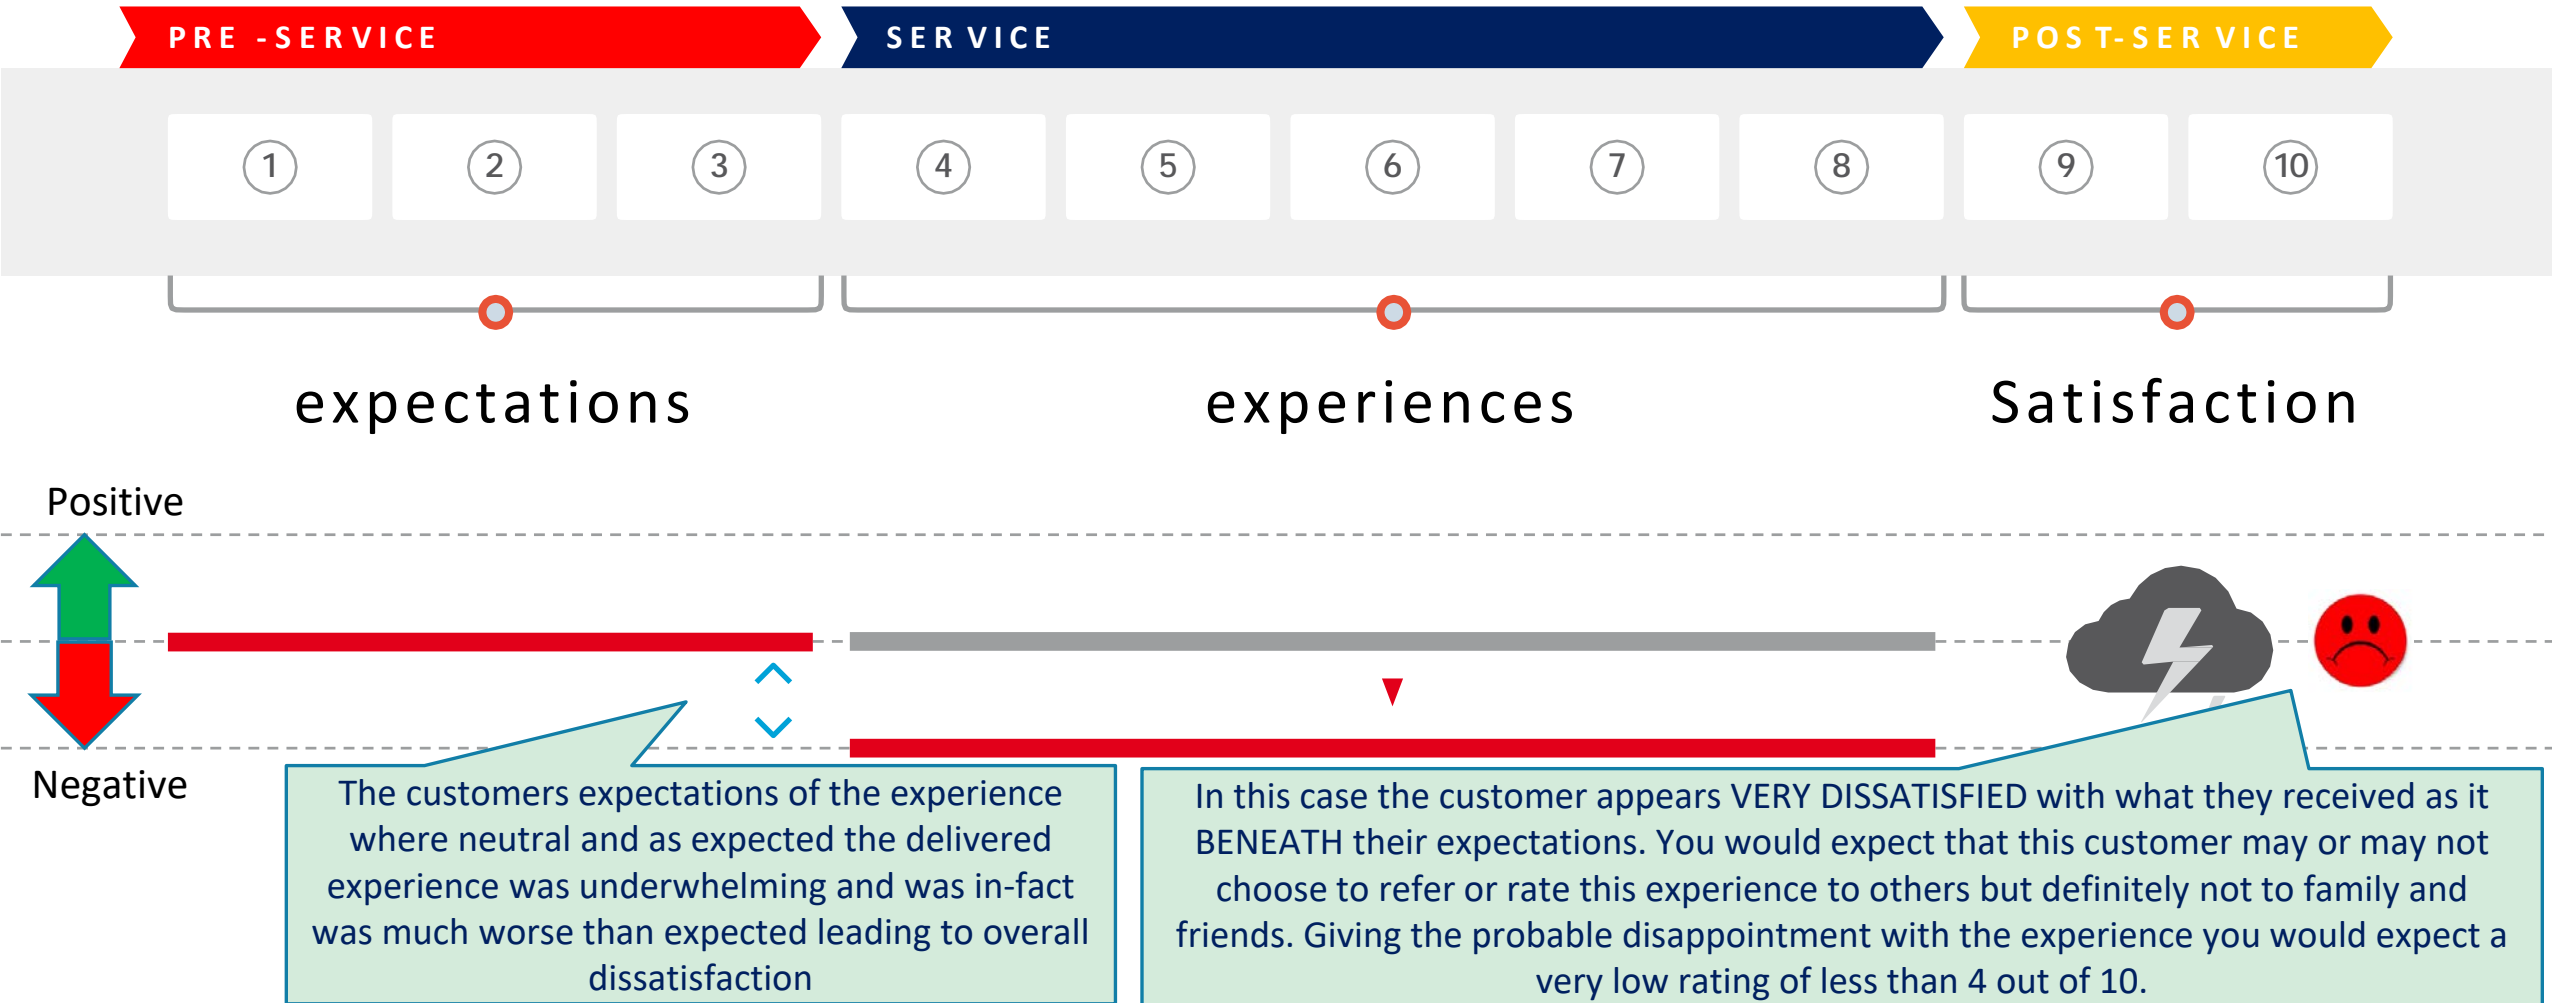 PRE -SERVICE
SER VICE
POS T-SER VICE
1
2
3
4
5
6
7
8
9
10
expectations
experiences
Satisfaction
Positive
Negative
The customers expectations of the experience
where neutral and as expected the delivered
experience was underwhelming and was in-fact
was much worse than expected leading to overall
dissatisfaction
In this case the customer appears VERY DISSATISFIED with what they received as it
BENEATH their expectations. You would expect that this customer may or may not
choose to refer or rate this experience to others but definitely not to family and
friends. Giving the probable disappointment with the experience you would expect a
very low rating of less than 4 out of 10.